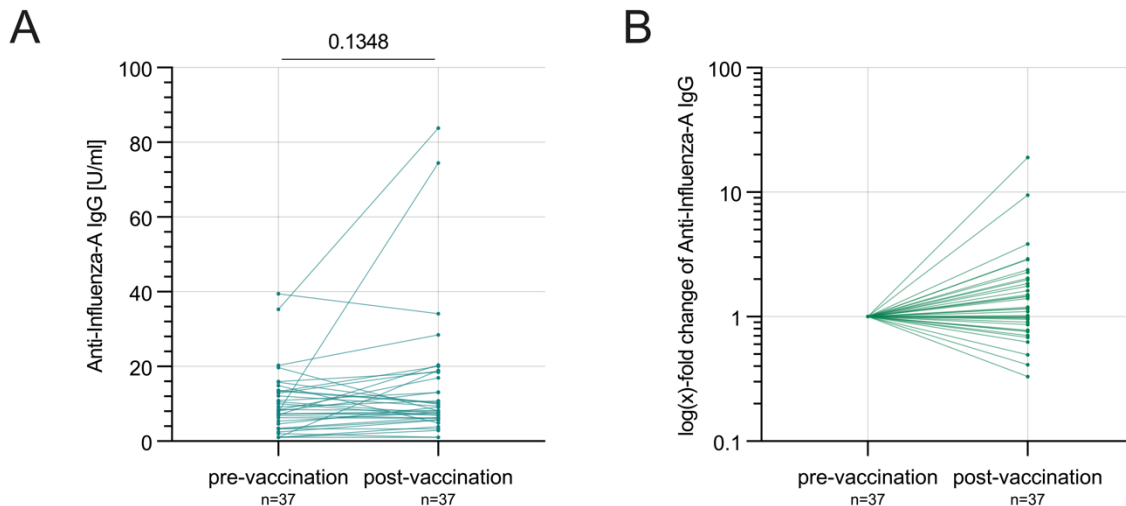 A
0.1348
Anti-Influenza-A IgG [U/ml]
100
80
60
40
20
0
pre-vaccination
n=37
post-vaccination
n=37
B
log(x)-fold change of Anti-Influenza-A IgG
100
10
1
0.1
pre-vaccination
n=37
post-vaccination
n=37